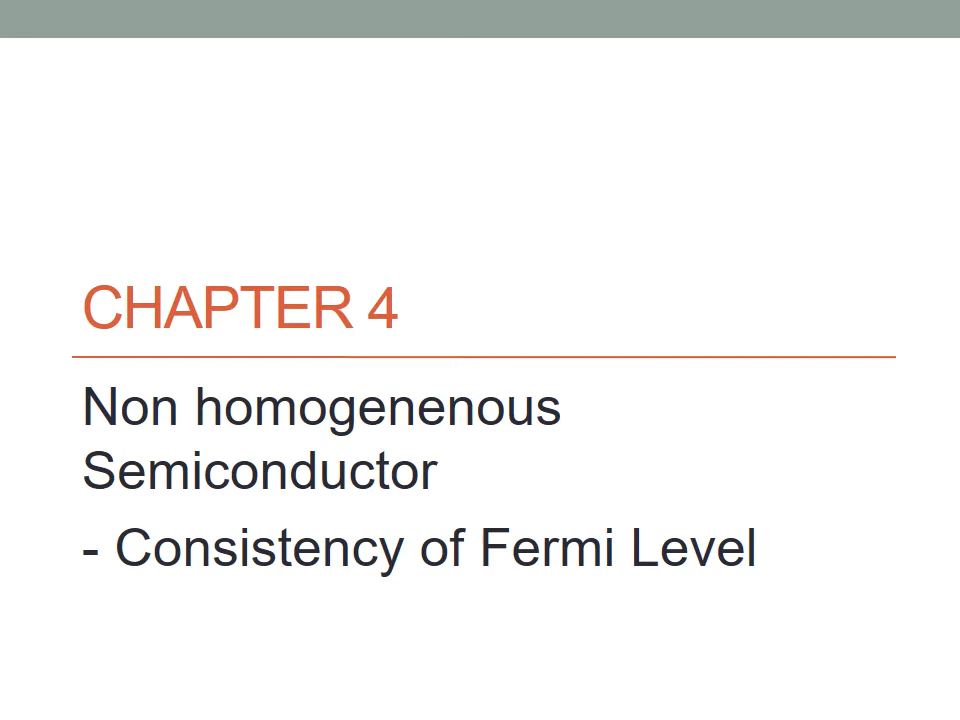 CHAPTER 4
Non homogenenous
Semiconductor
- Consistency of Fermi Level